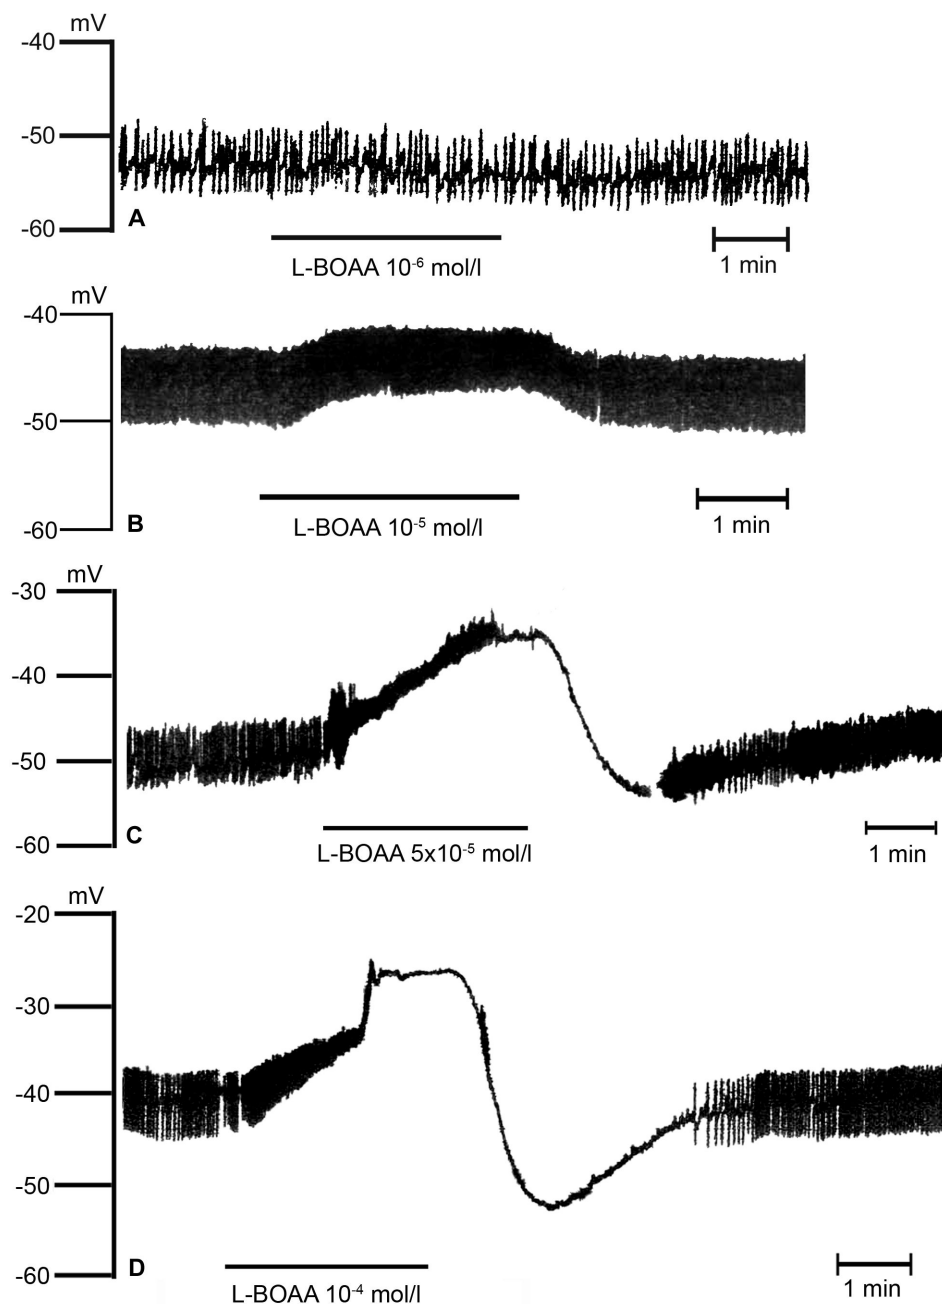 mV
-40
-50
-60
A
L-BOAA 10⁻⁶ mol/l
1 min
mV
-40
-50
-60
B
L-BOAA 10⁻⁵ mol/l
1 min
mV
-30
-40
-50
-60
C
L-BOAA 5x10⁻⁵ mol/l
1 min
mV
-20
-30
-40
-50
-60
D
L-BOAA 10⁻⁴ mol/l
1 min